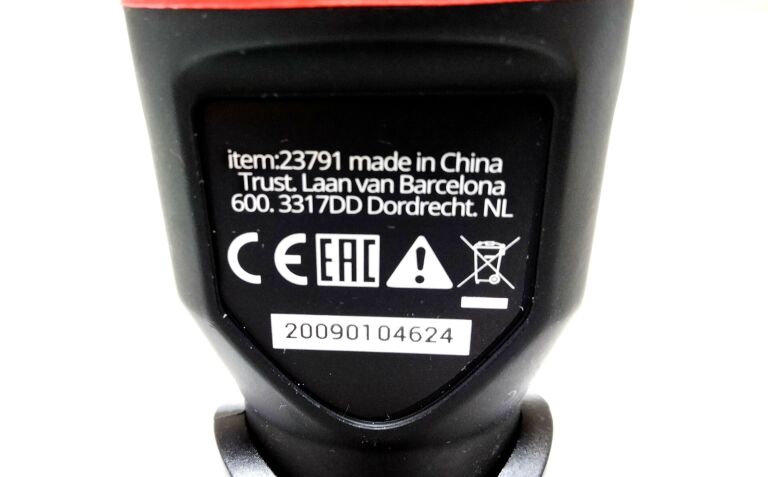 item:23791 made in China
Trust. Laan van Barcelona
600. 3317DD Dordrecht. NL
CE EAC
20090104624